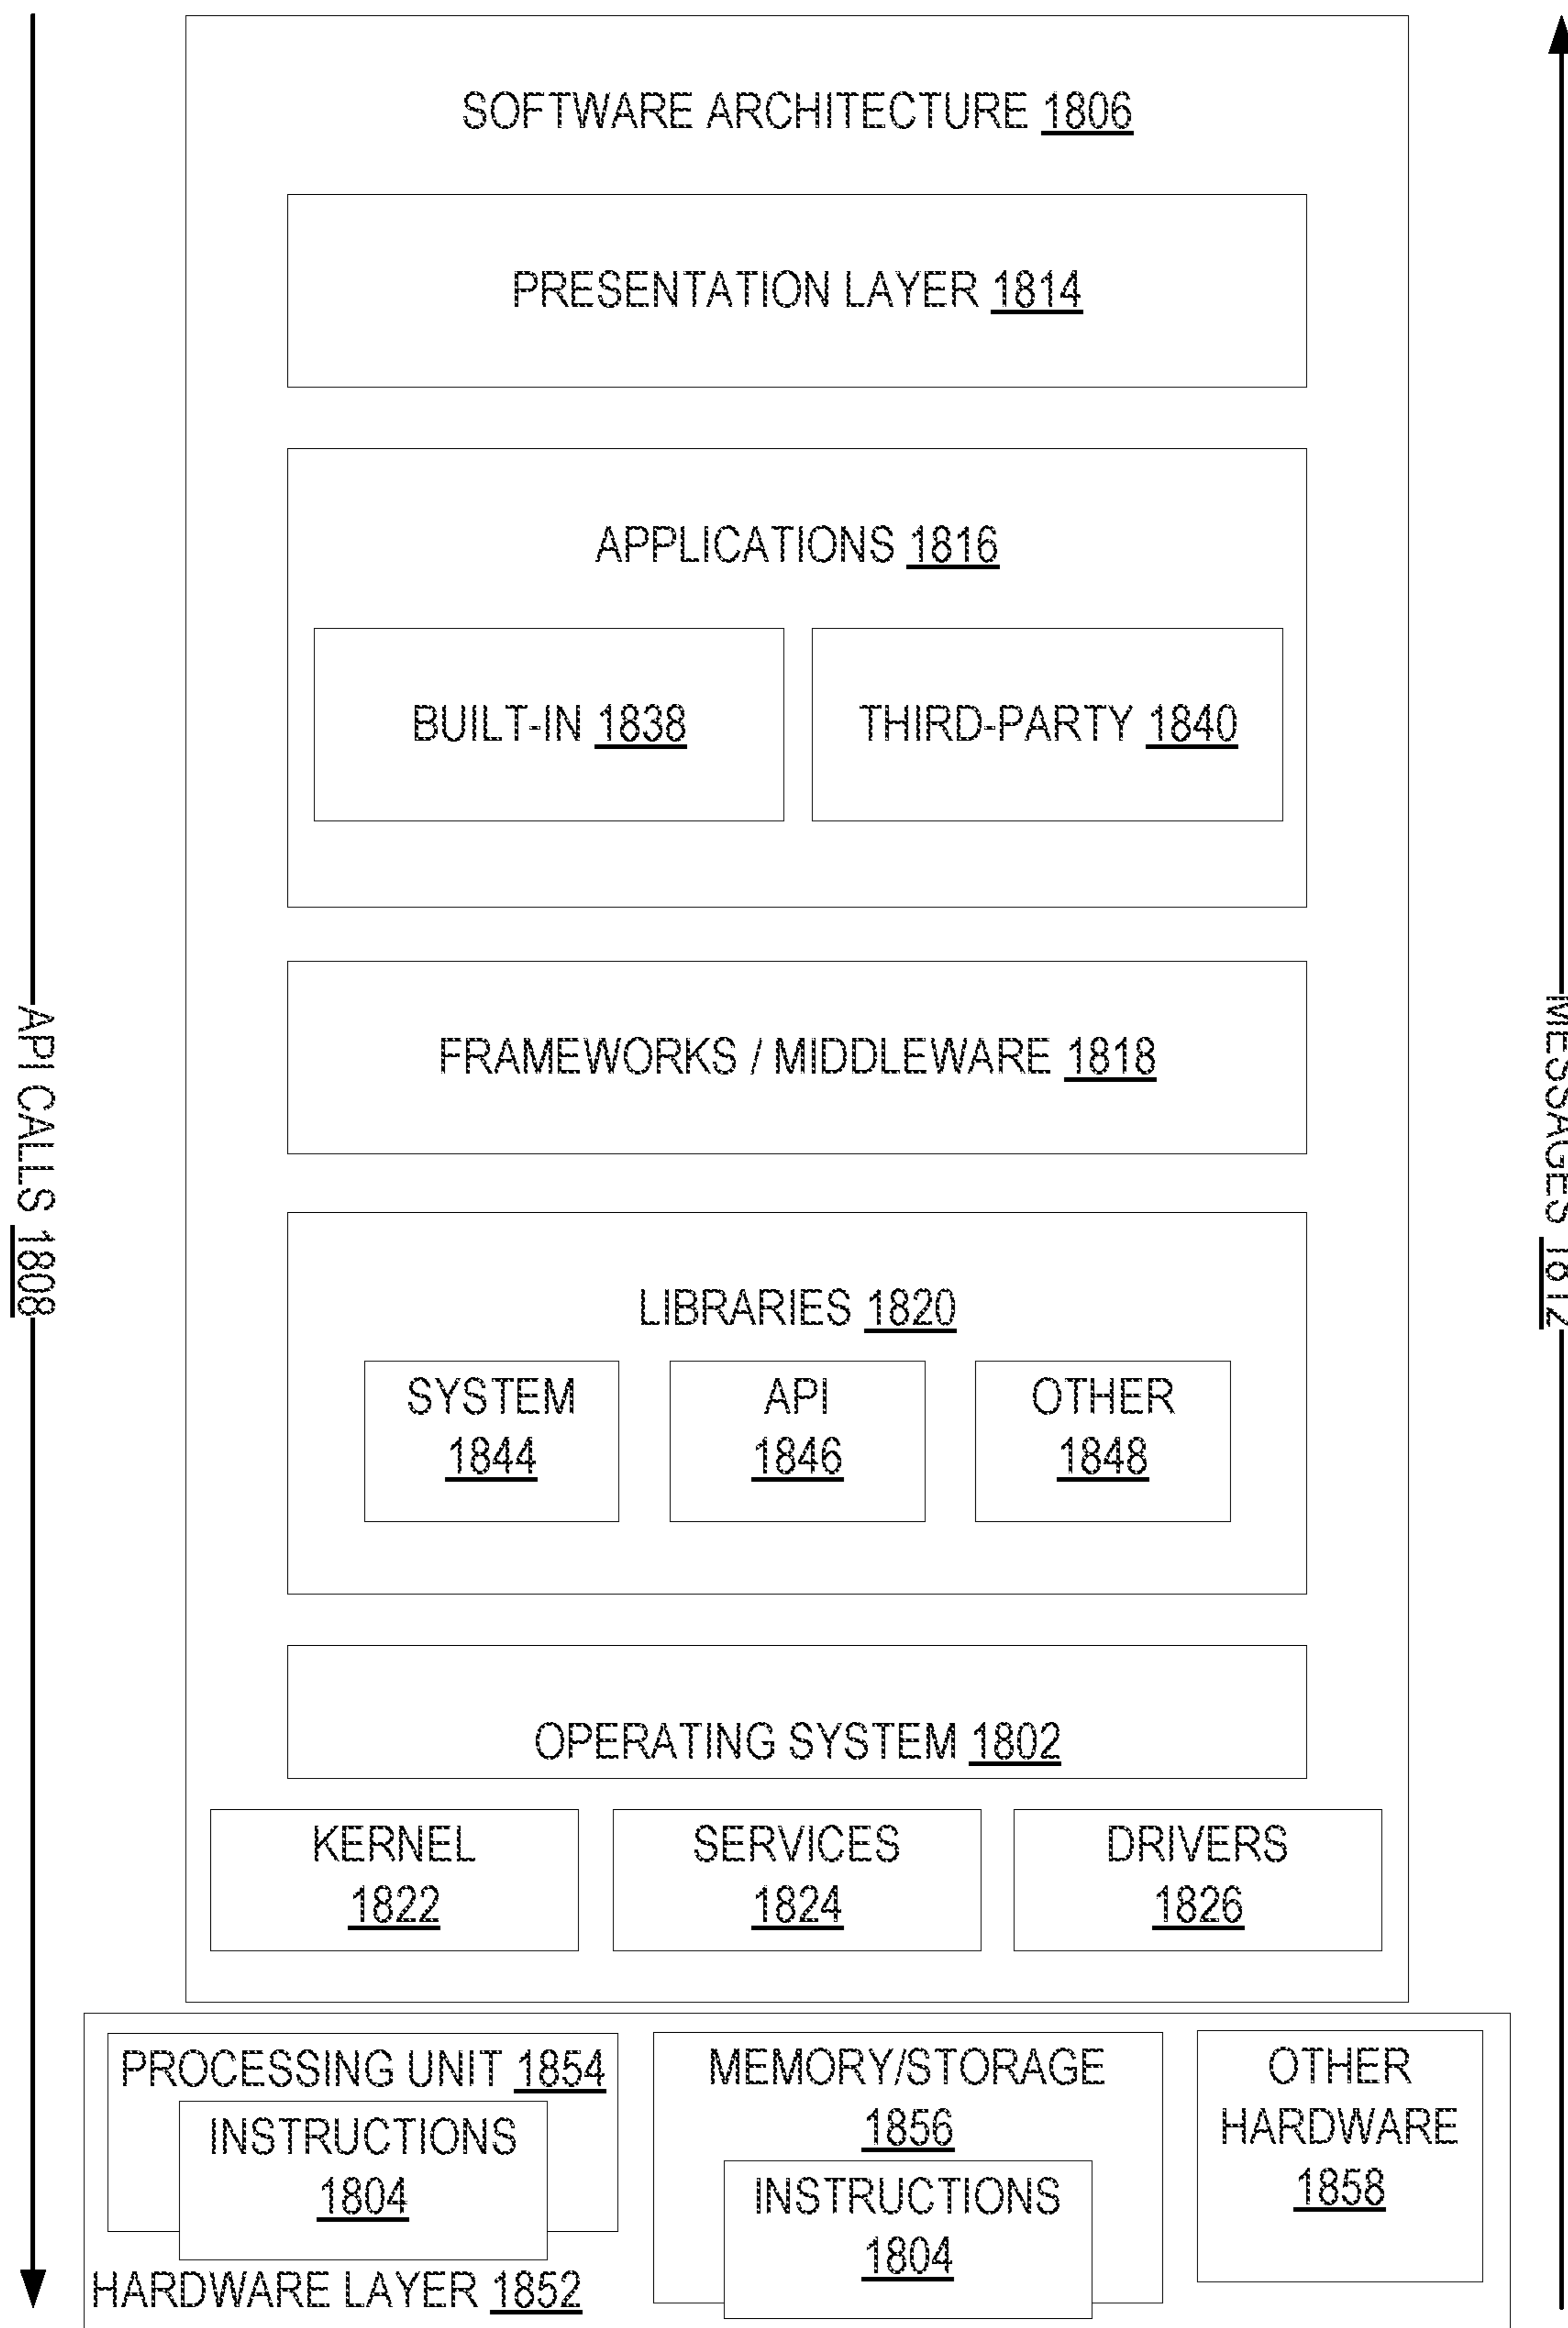 SOFTWARE ARCHITECTURE 1806
PRESENTATION LAYER 1814
APPLICATIONS 1816
BUILT-IN 1838
THIRD-PARTY 1840
FRAMEWORKS / MIDDLEWARE 1818
API CALLS 1808
MESSAGES 1812
LIBRARIES 1820
SYSTEM
1844
API
1846
OTHER
1848
OPERATING SYSTEM 1802
KERNEL
1822
SERVICES
1824
DRIVERS
1826
PROCESSING UNIT 1854
INSTRUCTIONS
1804
MEMORY/STORAGE
1856
INSTRUCTIONS
1804
OTHER
HARDWARE
1858
HARDWARE LAYER 1852